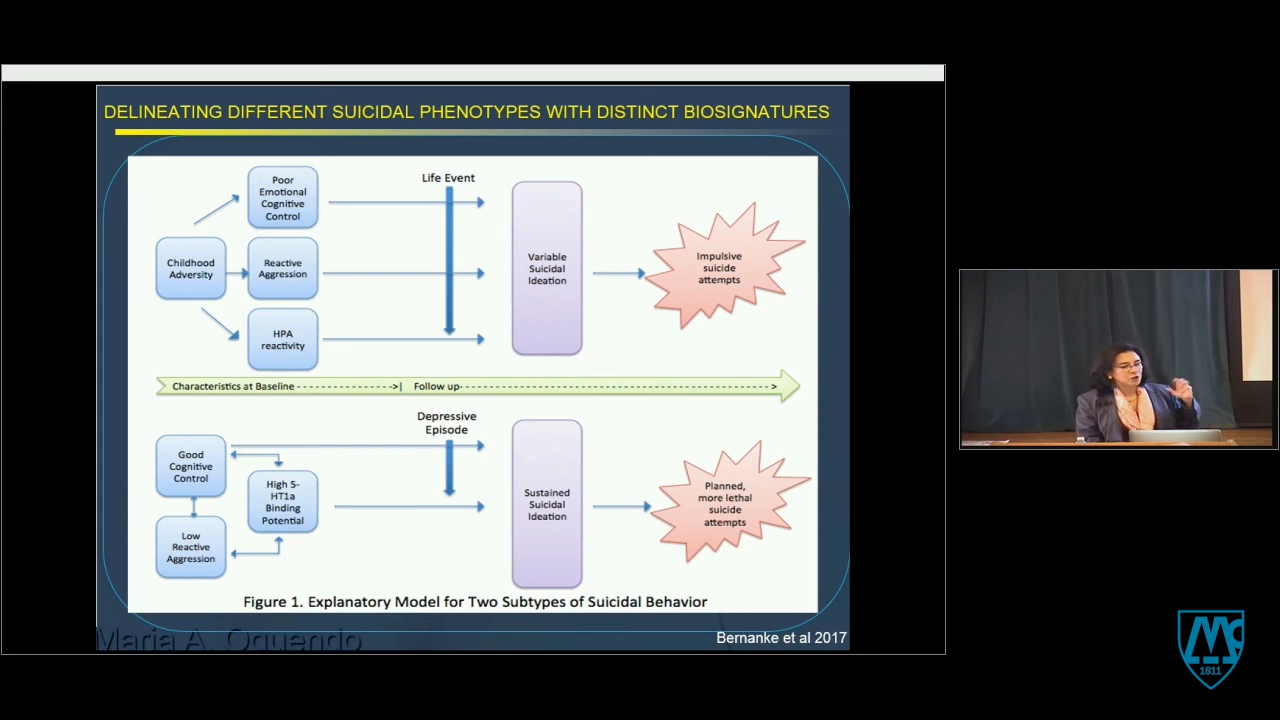 DELINEATING DIFFERENT SUICIDAL PHENOTYPES WITH DISTINCT BIOSIGNATURES
Poor
Emotional
Cognitive
Control
Life Event
Childhood
Adversity
Reactive
Aggression
HPA
reactivity
Variable
Suicidal
Ideation
Impulsive
suicide
attempts
Characteristics at Baseline - - - - - - - - - - - - - - - - - ->| Follow up- - - - - - - - - - - - - - - - - - - - - - - - - - - - - - - - - - - - - - - - - - - - - - - - - - - - - >
Depressive
Episode
Good
Cognitive
Control
High 5-
HT1a
Binding
Potential
Low
Reactive
Aggression
Sustained
Suicidal
Ideation
Planned,
more lethal
suicide
attempts
Figure 1. Explanatory Model for Two Subtypes of Suicidal Behavior
Maria A. Oquendo
Bernanke et al 2017
1811